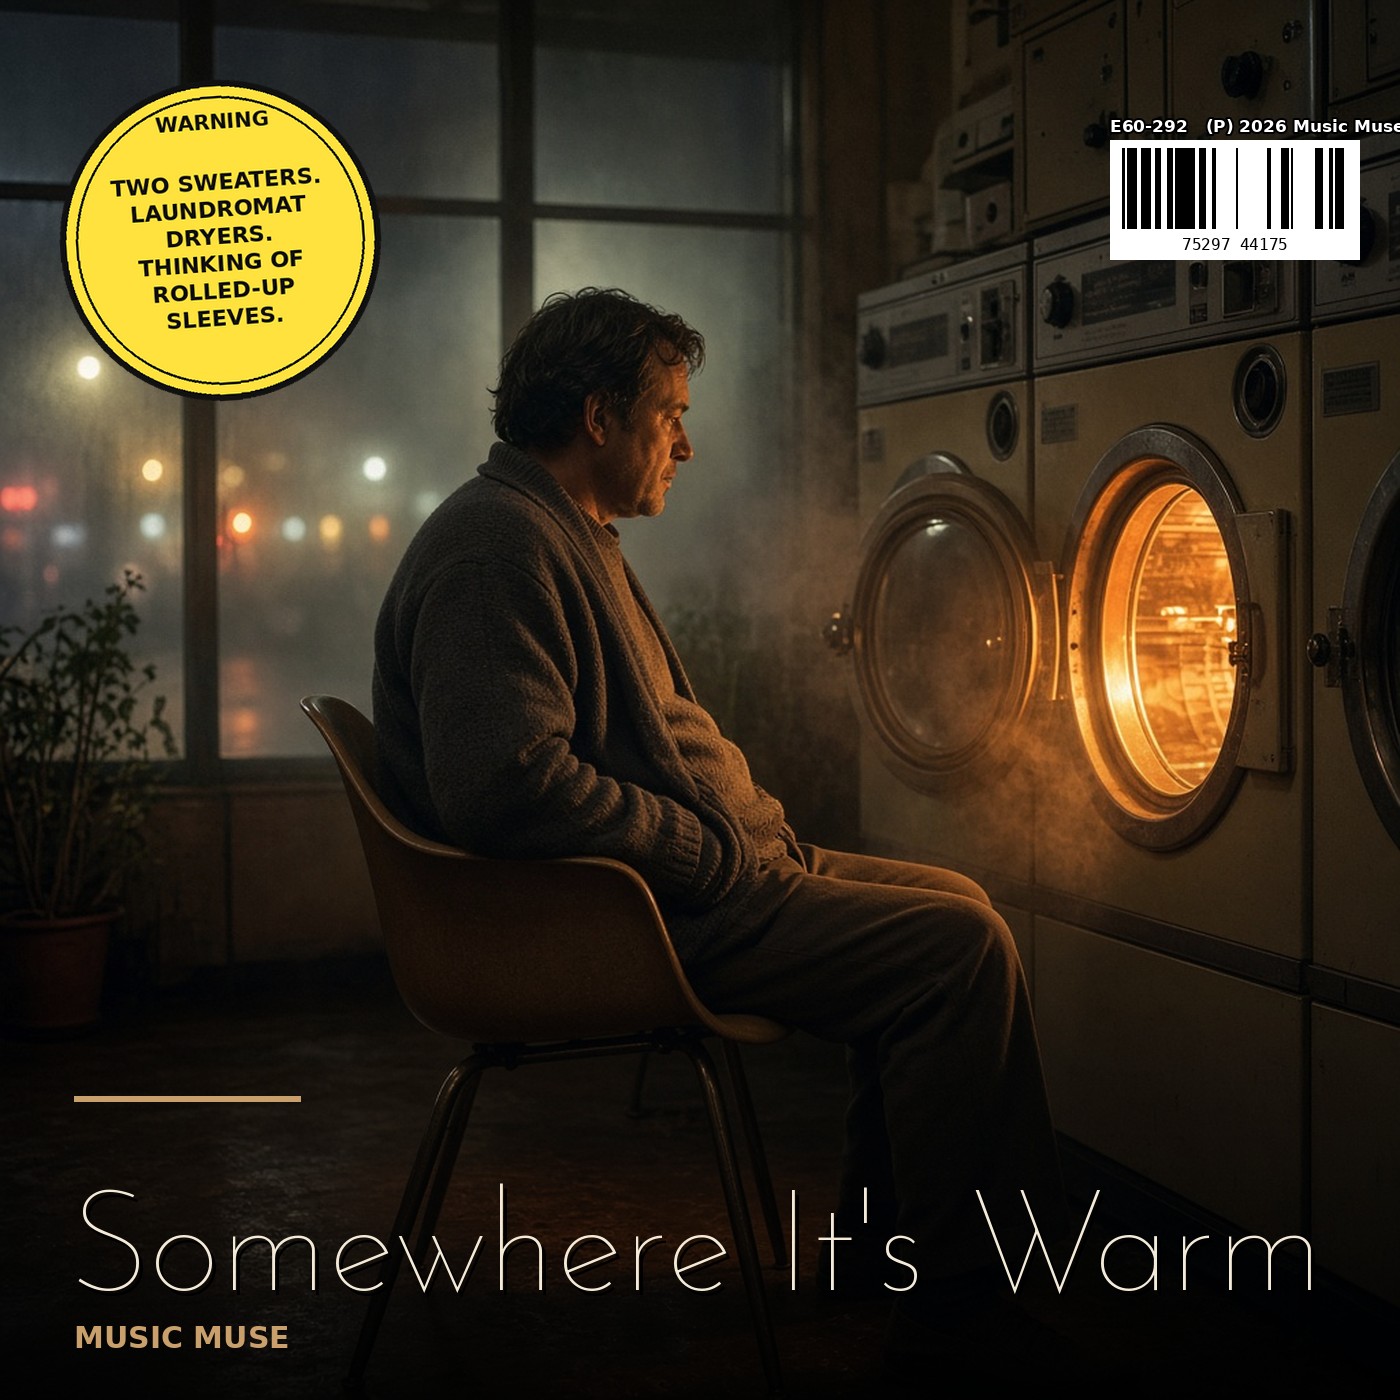 WARNING
TWO SWEATERS.
LAUNDROMAT
DRYERS.
THINKING OF
ROLLED-UP
SLEEVES.
E60-292 (P) 2026 Music Muse
75297 44175
Somewhere It's Warm
MUSIC MUSE